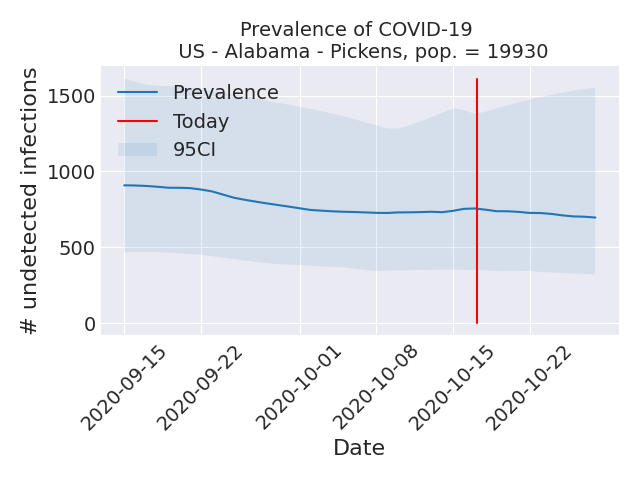 Prevalence of COVID-19
US - Alabama - Pickens, pop. = 19930
# undetected infections
1500
1000
500
0
Prevalence
Today
95CI
2020-09-15
2020-09-22
2020-10-01
2020-10-08
2020-10-15
2020-10-22
Date